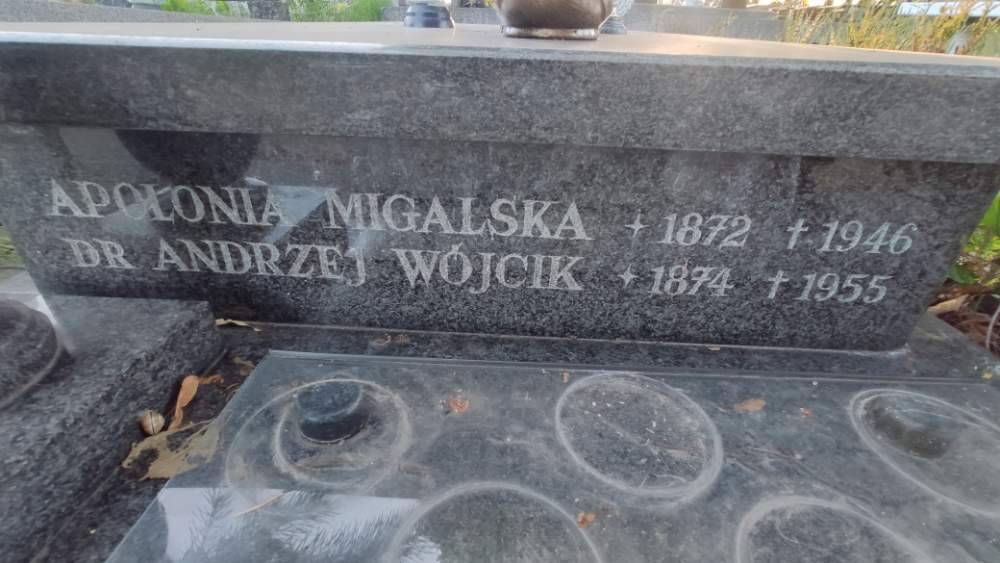 APOLONIA MIGALSKA + 1872 † 1946
DR ANDRZEJ WÓJCIK + 1874 † 1955